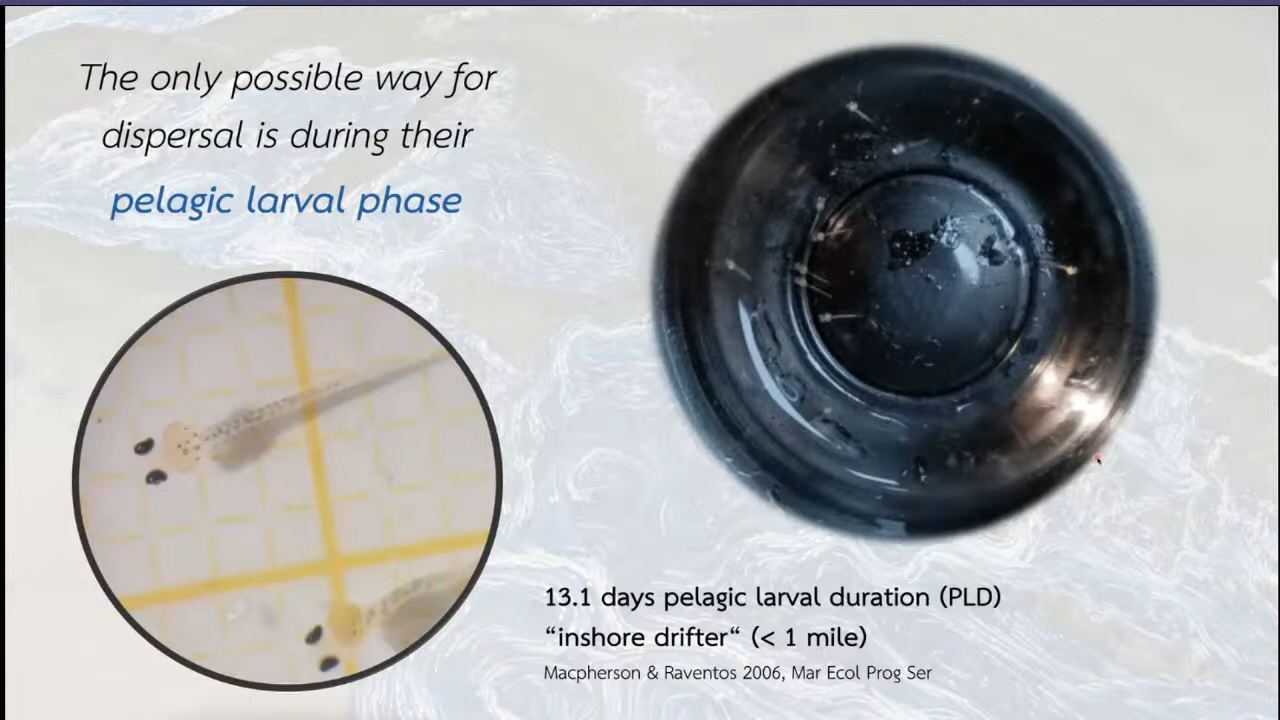 The only possible way for
dispersal is during their
pelagic larval phase
13.1 days pelagic larval duration (PLD)
“inshore drifter“ (< 1 mile)
Macpherson & Raventos 2006, Mar Ecol Prog Ser